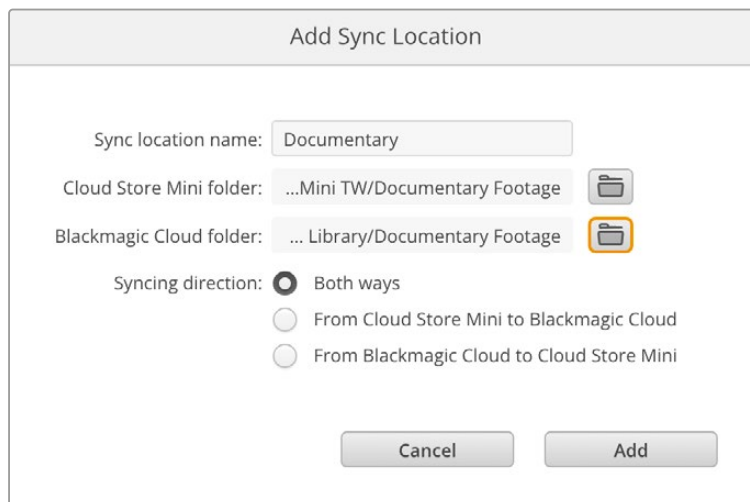 Add Sync Location
Sync location name: Documentary
Cloud Store Mini folder: ...Mini TW/Documentary Footage
Blackmagic Cloud folder: ... Library/Documentary Footage
Syncing direction: Both ways
From Cloud Store Mini to Blackmagic Cloud
From Blackmagic Cloud to Cloud Store Mini
Cancel Add